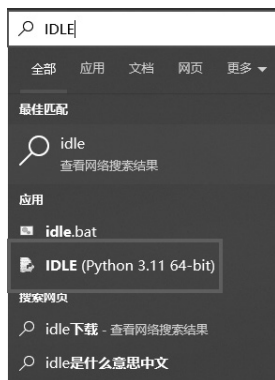 IDLE
全部 应用 文档 网页 更多
最佳匹配
idle
查看网络搜索结果
应用
idle.bat
IDLE (Python 3.11 64-bit)
搜索网页
idle下载 - 查看网络搜索结果
idle是什么意思中文